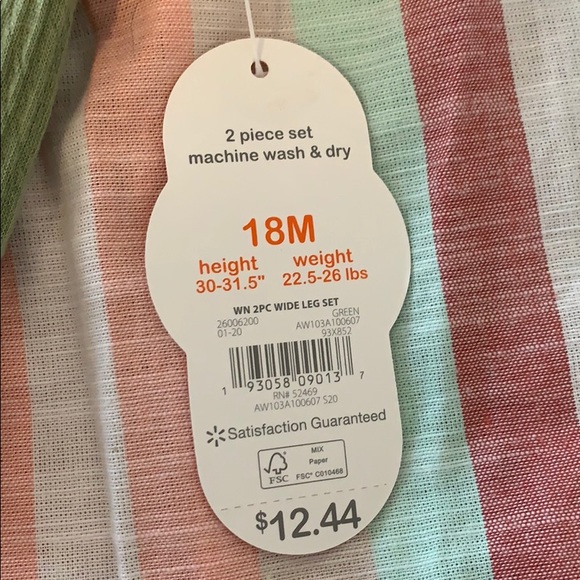 2 piece set
machine wash & dry
18M
height weight
30-31.5" 22.5-26 lbs
WN 2PC WIDE LEG SET
26006200 GREEN
01-20 AW103A100607
93X852
1 93058 09013 7
RN# 52469
AW103A100607 S20
Satisfaction Guaranteed
FSC
MIX
Paper
FSC® C010468
$12.44